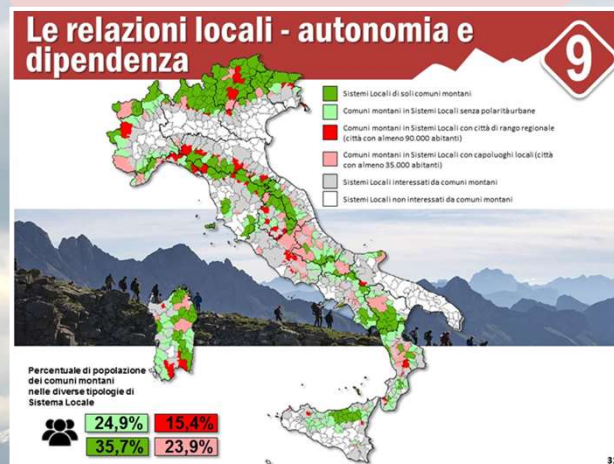 Le relazioni locali - autonomia e
dipendenza
9
Sistemi Locali di soli comuni montani
Comuni montani in Sistemi Locali senza polarità urbane
Comuni montani in Sistemi Locali con città di rango regionale
(città con almeno 90.000 abitanti)
Comuni montani in Sistemi Locali con capoluoghi locali (città
con almeno 35.000 abitanti)
Sistemi Locali interessati da comuni montani
Sistemi Locali non interessati da comuni montani
Percentuale di popolazione
dei comuni montani
nelle diverse tipologie di
Sistema Locale
24,9% 15,4%
35,7% 23,9%